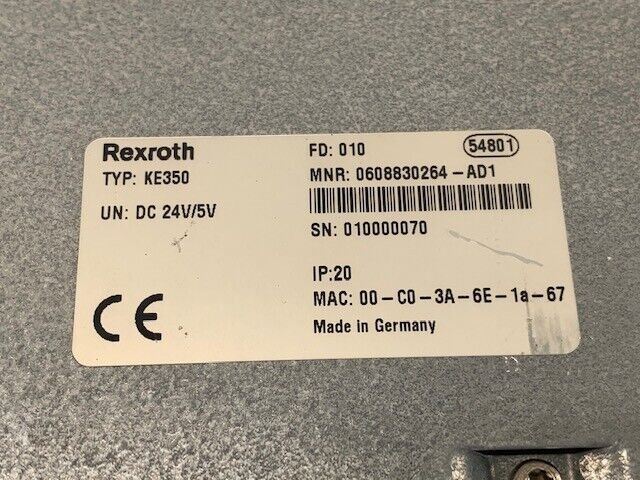 Rexroth
TYP: KE350
UN: DC 24V/5V
FD: 010
54801
MNR: 0608830264-AD1
SN: 010000070
IP:20
MAC: 00-C0-3A-6E-1a-67
Made in Germany
CE